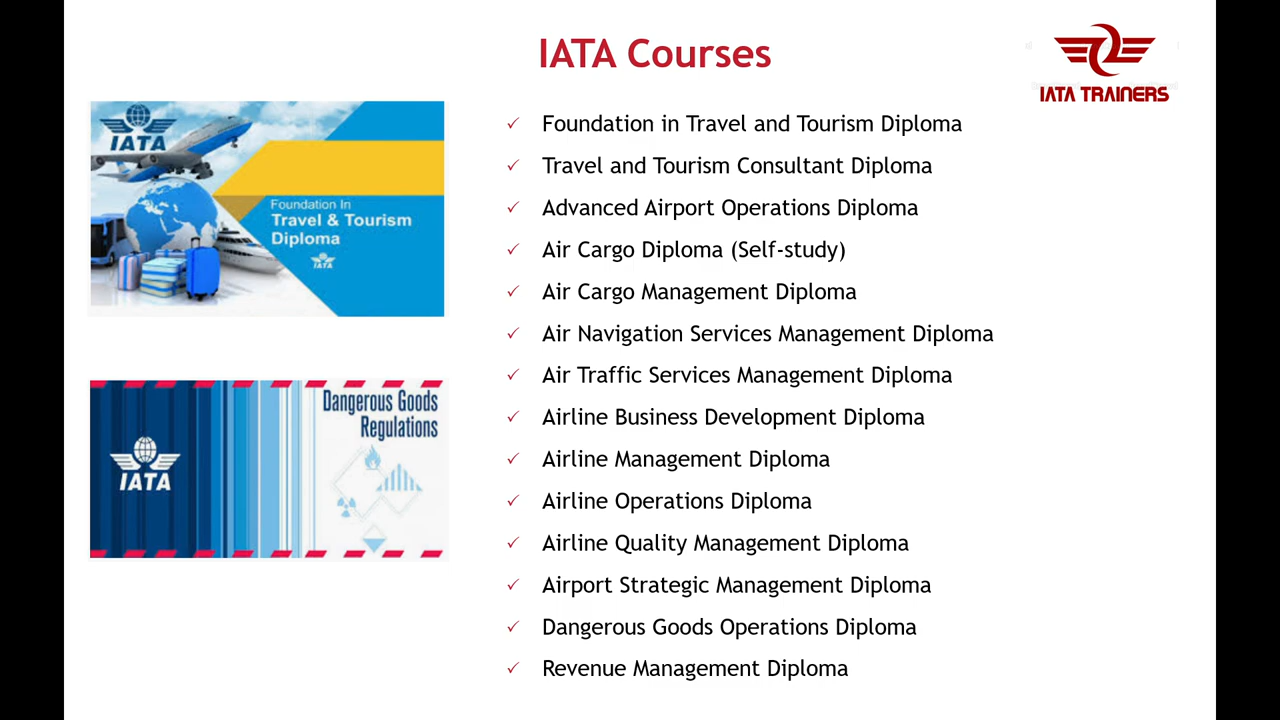 IATA Courses
IATA TRAINERS
IATA
Foundation In
Travel & Tourism
Diploma
IATA
Dangerous Goods
Regulations
IATA
Foundation in Travel and Tourism Diploma
Travel and Tourism Consultant Diploma
Advanced Airport Operations Diploma
Air Cargo Diploma (Self-study)
Air Cargo Management Diploma
Air Navigation Services Management Diploma
Air Traffic Services Management Diploma
Airline Business Development Diploma
Airline Management Diploma
Airline Operations Diploma
Airline Quality Management Diploma
Airport Strategic Management Diploma
Dangerous Goods Operations Diploma
Revenue Management Diploma